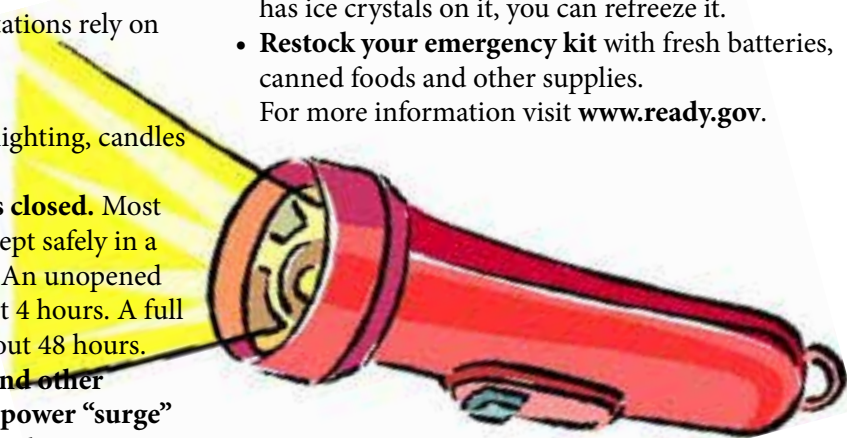 ations rely on
ighting, candles
s closed. Most
ept safely in a
An unopened
t 4 hours. A full
out 48 hours.
nd other
power “surge”
has ice crystals on it, you can refreeze it.
• Restock your emergency kit with fresh batteries,
canned foods and other supplies.
For more information visit www.ready.gov.